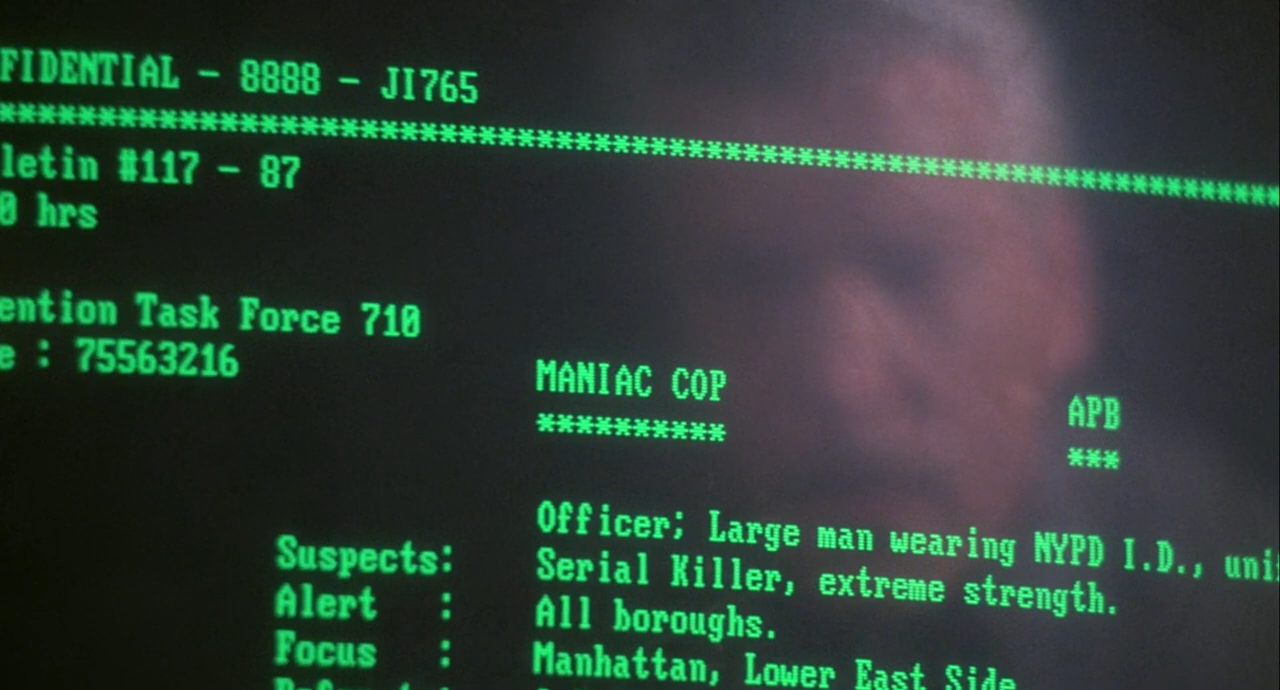 FIDENTIAL - 8888 - JI765
******************************************************************************
letin #117 - 87
0 hrs
ention Task Force 710
e : 75563216
MANIAC COP
**********
APB
***
Suspects: Officer; Large man wearing NYPD I.D., uni
Alert : Serial Killer, extreme strength.
Focus : All boroughs.
Manhattan, Lower East Side